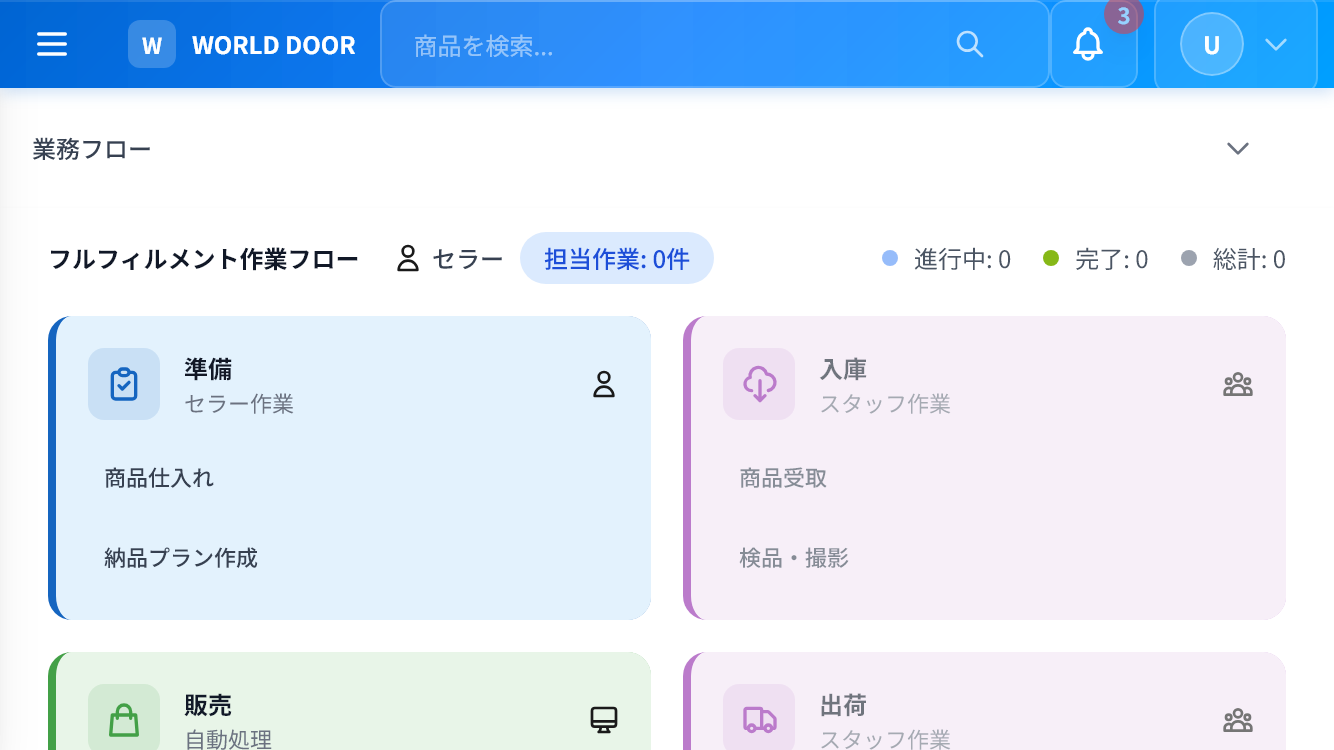 W WORLD DOOR 商品を検索... 3 U
業務フロー
フルフィルメント作業フロー セラー 担当作業: 0件 進行中: 0 完了: 0 総計: 0
準備
セラー作業
商品仕入れ
納品プラン作成
入庫
スタッフ作業
商品受取
検品・撮影
販売
自動処理
出荷
スタッフ作業